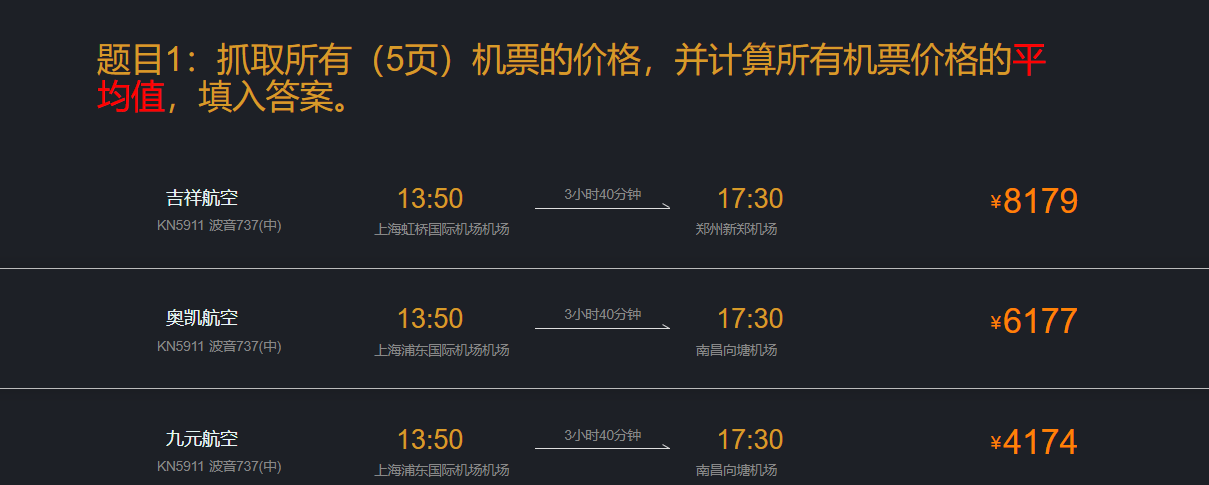 题目1：抓取所有（5页）机票的价格，并计算所有机票价格的平
均值，填入答案。
吉祥航空 13:50 3小时40分钟 17:30 ¥8179
KN5911 波音737(中) 上海虹桥国际机场机场 郑州新郑机场
奥凯航空 13:50 3小时40分钟 17:30 ¥6177
KN5911 波音737(中) 上海浦东国际机场机场 南昌向塘机场
九元航空 13:50 3小时40分钟 17:30 ¥4174
KN5911 波音737(中) 上海浦东国际机场机场 南昌向塘机场